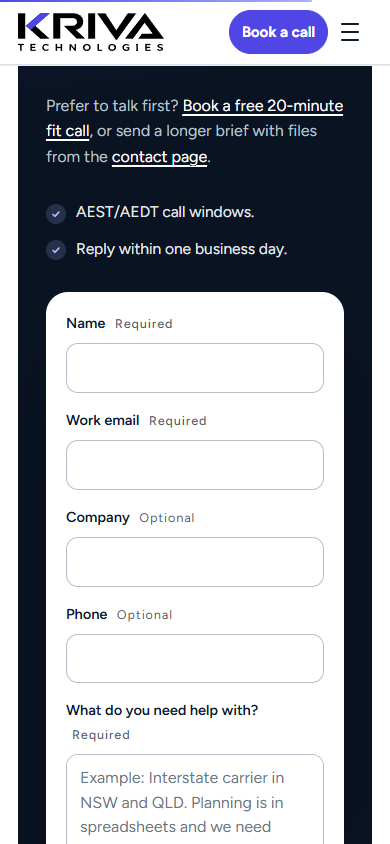 KRIVA
TECHNOLOGIES
Book a call
Prefer to talk first? Book a free 20-minute
fit call, or send a longer brief with files
from the contact page.
AEST/AEDT call windows.
Reply within one business day.
Name Required
Work email Required
Company Optional
Phone Optional
What do you need help with?
Required
Example: Interstate carrier in
NSW and QLD. Planning is in
spreadsheets and we need